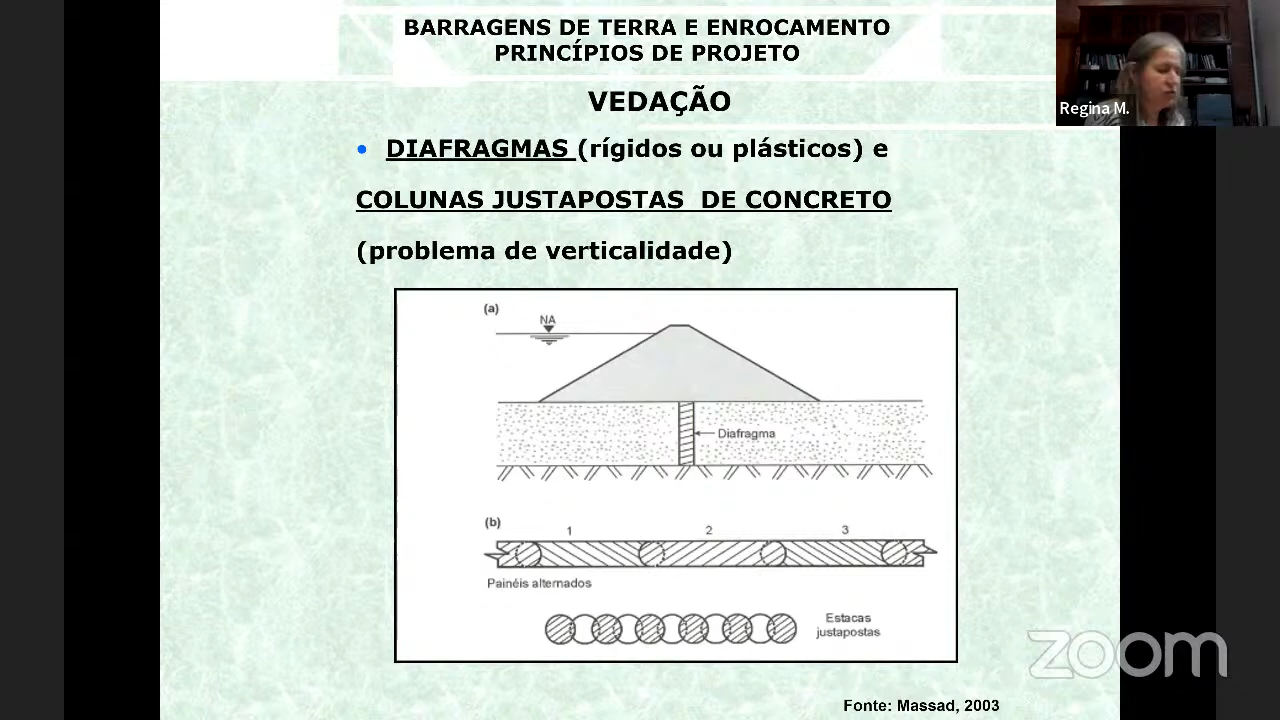 BARRAGENS DE TERRA E ENROCAMENTO
PRINCÍPIOS DE PROJETO
Regina M.
VEDAÇÃO
• DIAFRAGMAS (rígidos ou plásticos) e
COLUNAS JUSTAPOSTAS DE CONCRETO
(problema de verticalidade)
(a)
NA
Diafragma
(b)
1 2 3
Painéis alternados
Estacas
justapostas
zoom
Fonte: Massad, 2003